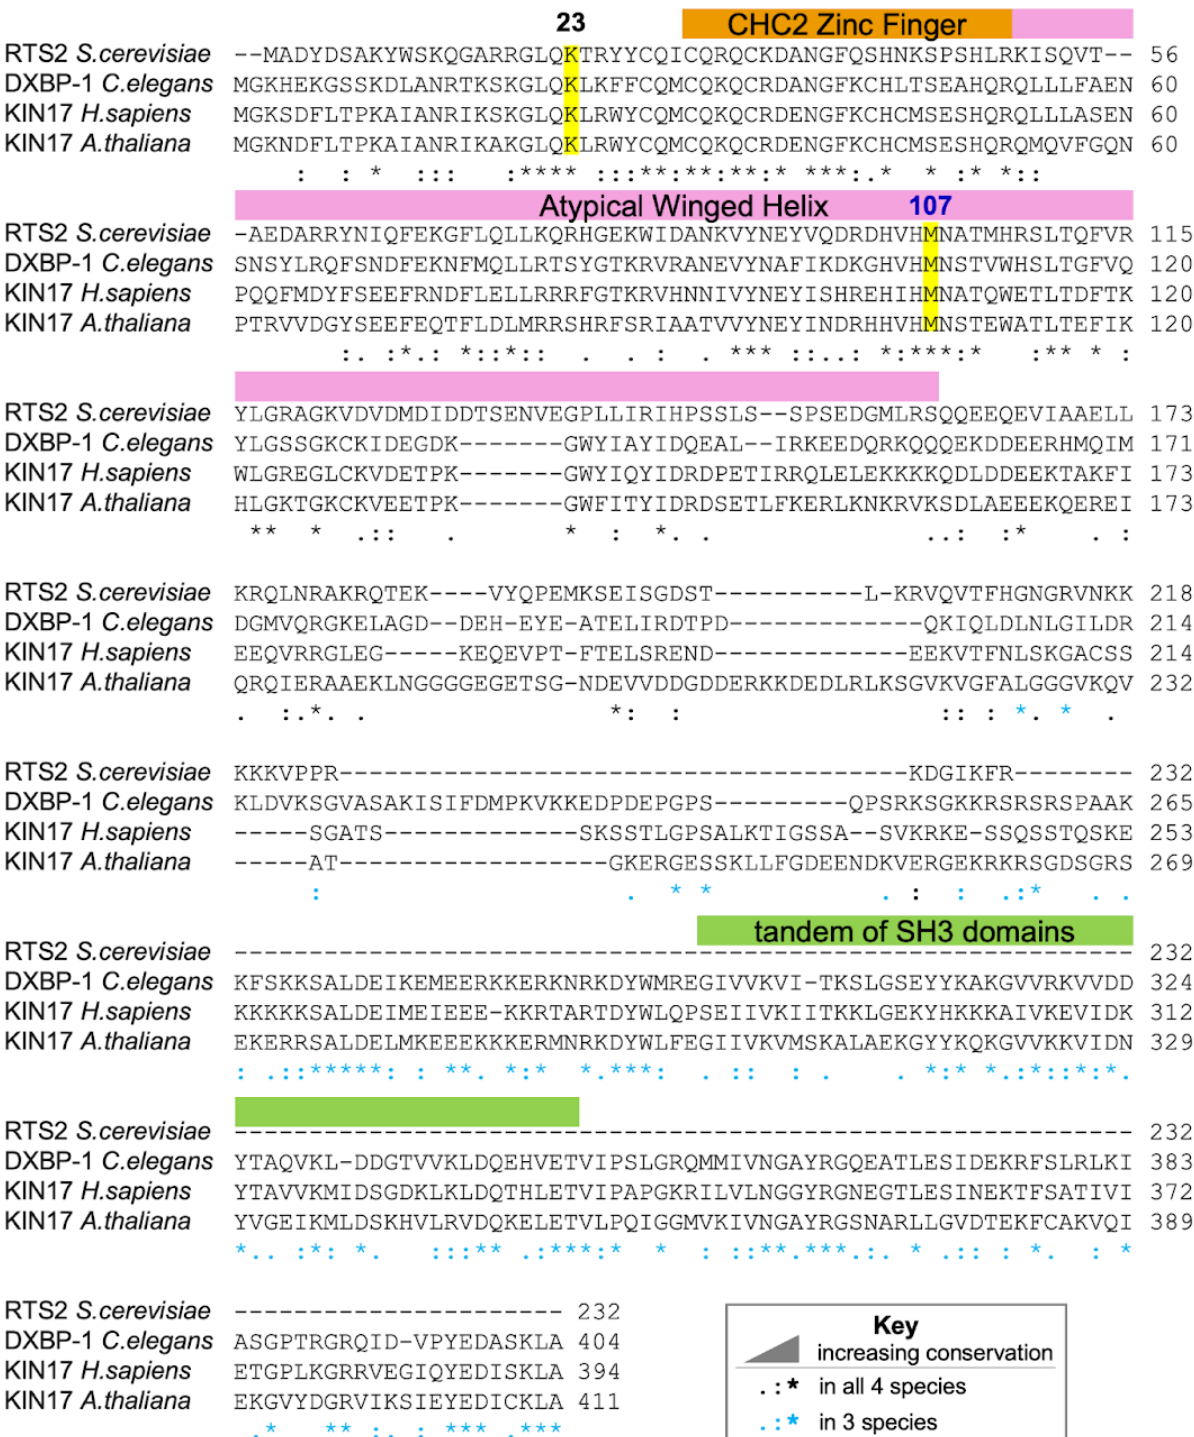 23 CHC2 Zinc Finger
RTS2 S.cerevisiae --MADYDSAKYWSKQGARRGLQKTRYYCQICQRQCKDANGFQSHNKSPSHLRKISQVT-- 56
DXBP-1 C.elegans MGKHEKGSSKDLANRTKSKGLQKLKFFCQMCQKQCRDANGFKCHLTSEAHQRQLLLFAEN 60
KIN17 H.sapiens MGKSDFLTPKAIANRIKSKGLQKLRWYCQMCQKQCRDENGFKCHCMSESHQRQLLLASEN 60
KIN17 A.thaliana MGKNDFLTPKAIANRIKAKGLQKLRWYCQMCQKQCRDENGFKCHCMSESHQRQMQVFGQN 60
: : * ::: :**** :::**:**:**:* ***:.* * :* *::
Atypical Winged Helix 107
RTS2 S.cerevisiae -AEDARRYNIQFEKGFLQLLKQRHGEKWIDANKVYNEYVQDRDHVHMNATMHRSLTQFVR 115
DXBP-1 C.elegans SNSYLRQFSNDFEKNFMQLLRTSYGTKRVRANEVYNAFIKDKGHVHMNSTVWHSLTGFVQ 120
KIN17 H.sapiens PQQFMDYFSEEFRNDFLELLRRRFGTKRVHNNIVYNEYISHREHIHMNATQWETLTDFTK 120
KIN17 A.thaliana PTRVVDGYSEEFEQTFLDLMRRSHRFSRIAATVVYNEYINDRHHVHMNSTEWATLTEFIK 120
:. :*.: *::*:: . . : . *** ::..: *:***:* :** * :
RTS2 S.cerevisiae YLGRAGKVDVDMDIDDTSENVEGPLLIRIHPSSLS--SPSEDGMLRSQQEEQEVIAAELL 173
DXBP-1 C.elegans YLGSSGKCKIDEGDK-------GWYIAYIDQEAL--IRKEEDQRKQQQQEKDDEERHMQIM 171
KIN17 H.sapiens WLGREGLCKVDETPK-------GWYIQYIDRDPETIRRQLELEKKKKQDLDDEEKTAKFI 173
KIN17 A.thaliana HLGKTGKCKVEETPK-------GWFITYIDRDSETLFKERLKNKRVKSDLAEEEKQEREI 173
** * .:: . * : *. . ..: :* . :
RTS2 S.cerevisiae KRQLNRAKRQTEK----VYQPEMKSEISGDST----------L-KRVQVTFHGNGRVNKK 218
DXBP-1 C.elegans DGMVQRGKELAGD--DEH-EYE-ATELIRDTPD-------------QKIQLDLNLGILDR 214
KIN17 H.sapiens EEQVRRGLEG-----KEQEVPT-FTELSREND-------------EEKVTFNLSKGACSS 214
KIN17 A.thaliana QRQIERAAEKLNGGGGEGETSG-NDEVVDDGDDERKKDEDLRLKSGVKVGFALGGGVKQV 232
. :.*. . *: : :: : *. * .
RTS2 S.cerevisiae KKKVPPR--------------------------------------KDGIKFR-------- 232
DXBP-1 C.elegans KLDVKSGVASAKISIFDMPKVKKEDPDEPGPS---------QPSRKSGKKRSRSRSPAAK 265
KIN17 H.sapiens -----SGATS-------------SKSSTLGPSALKTIGSSA--SVKRKE-SSQSSTQSKE 253
KIN17 A.thaliana -----AT------------------GKERGESSKLLFGDEENDKVERGEKRKRSGDSGRS 269
: . * * . : : .:* . .
tandem of SH3 domains
RTS2 S.cerevisiae ------------------------------------------------------------ 232
DXBP-1 C.elegans KFSKKSALDEIKEMEERKKERKNRKDYWMREGIVVKVI-TKSLGSEYYKAKGVVRKVVDD 324
KIN17 H.sapiens KKKKKSALDEIMEIEEE-KKRTARTDYWLQPSEIIVKIITKKLGEKYHKKKAIVKEVIDK 312
KIN17 A.thaliana EKERRSALDELMKEEEKKKERMNRKDYWLFEGIIVKVMSKALAEKGYYKQKGVVKKVIDN 329
: .::*****: : **. *:* *.***: . :: : . . *:* *.:*::*:*.
RTS2 S.cerevisiae ------------------------------------------------------------ 232
DXBP-1 C.elegans YTAQVKL-DDGTVVKLDQEHVETVIPSLGRQMMIVNGAYRGQEATLESIDEKRFSLRLKI 383
KIN17 H.sapiens YTAVVKMIDSGDKLKLDQTHLETVIPAPGKRILVLNGGYRGNEGTLESINEKTFSATIVI 372
KIN17 A.thaliana YVGEIKMLDSKHVLRVDQKELETVLPQIGGMVKIVNGAYRGSNARLLGVDTEKFCAKVQI 389
*.. :*: *. :::** .:***:* * : ::**.***.:. * .:: : *. : *
RTS2 S.cerevisiae ---------------------- 232
DXBP-1 C.elegans ASGPTRGRQID-VPYEDASKLA 404
KIN17 H.sapiens ETGPLKGRRVEGIQYEDISKLA 394
KIN17 A.thaliana EKGVYDGRVIKSIEYEDICKLA 411
.* ** :. : *** .***
Key
increasing conservation
.:* in all 4 species
.:* in 3 species